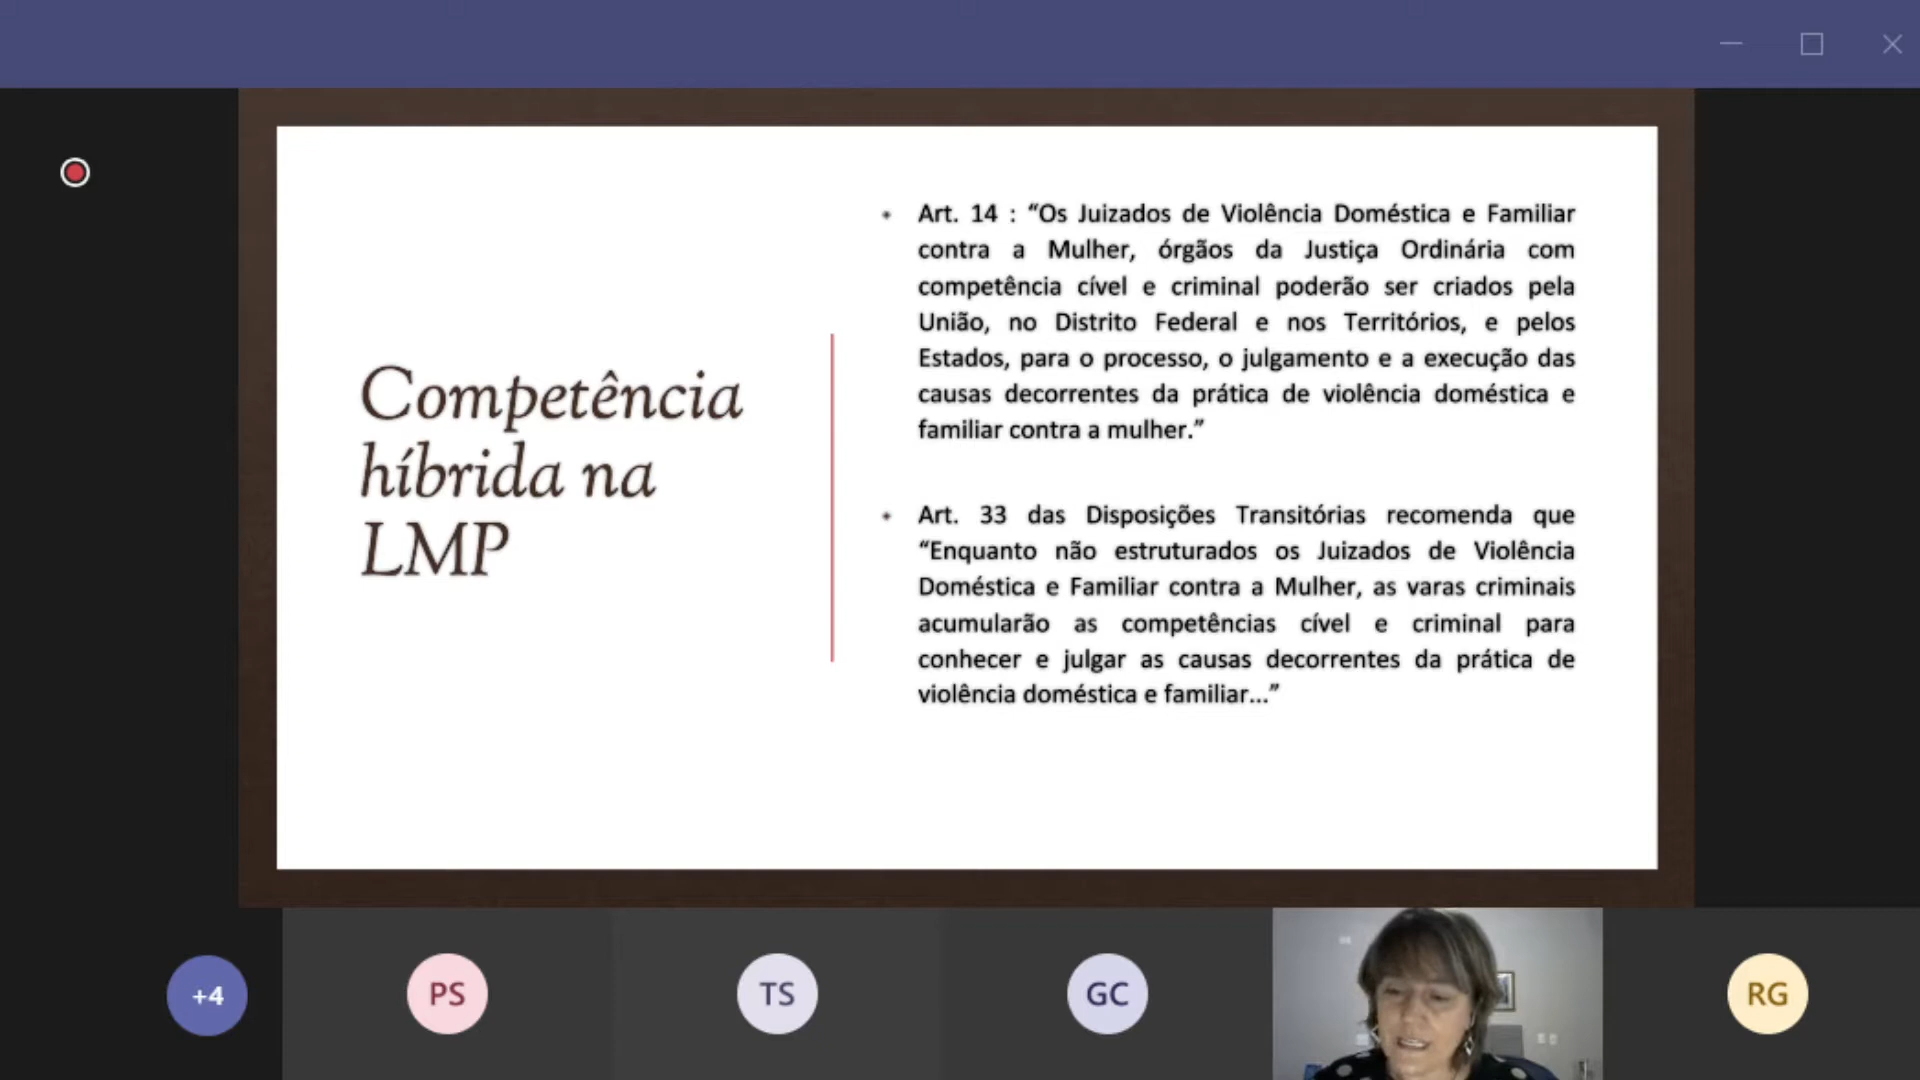 Competência
híbrida na
LMP
Art. 14 : “Os Juizados de Violência Doméstica e Familiar
contra a Mulher, órgãos da Justiça Ordinária com
competência cível e criminal poderão ser criados pela
União, no Distrito Federal e nos Territórios, e pelos
Estados, para o processo, o julgamento e a execução das
causas decorrentes da prática de violência doméstica e
familiar contra a mulher.”
Art. 33 das Disposições Transitórias recomenda que
“Enquanto não estruturados os Juizados de Violência
Doméstica e Familiar contra a Mulher, as varas criminais
acumularão as competências cível e criminal para
conhecer e julgar as causas decorrentes da prática de
violência doméstica e familiar...”
+4
PS
TS
GC
RG